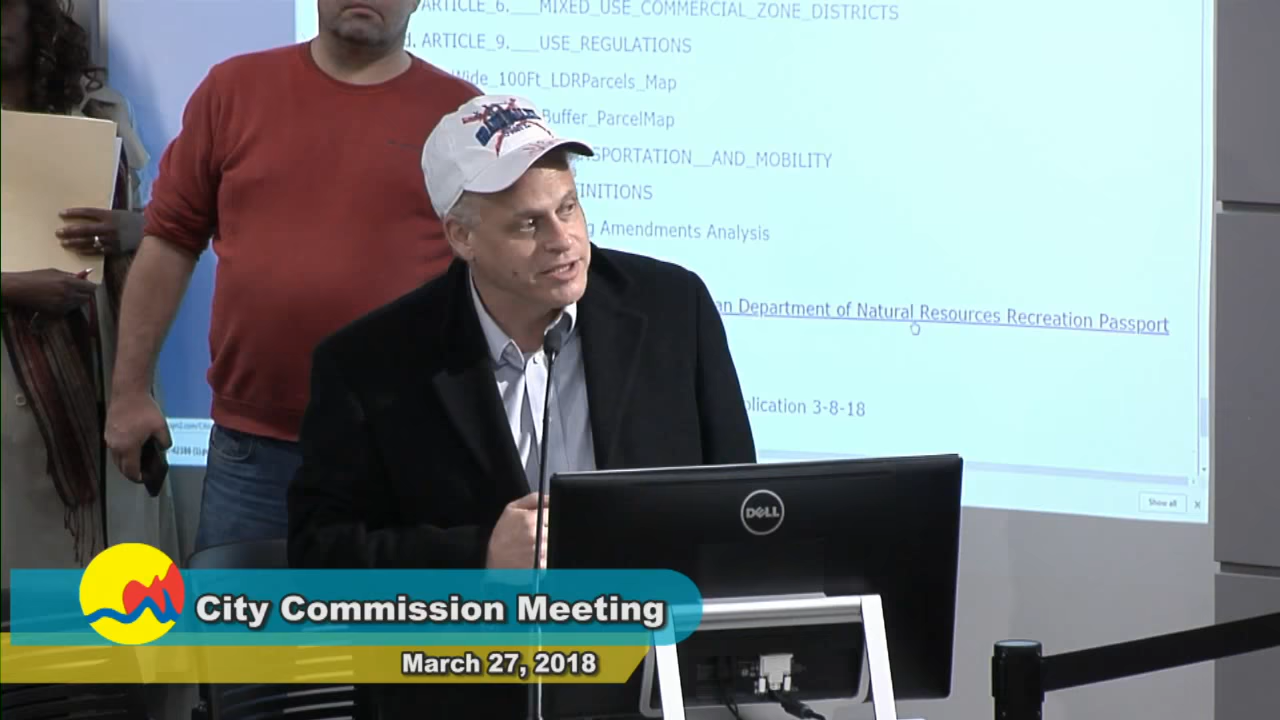 ARTICLE_6.___MIXED_USE_COMMERCIAL_ZONE_DISTRICTS
d. ARTICLE_9.___USE_REGULATIONS
Wide_100Ft_LDRParcels_Map
Buffer_ParcelMap
NSPORTATION__AND_MOBILITY
INITIONS
g Amendments Analysis
an Department of Natural Resources Recreation Passport
plication 3-8-18
Show all
DELL
City Commission Meeting
March 27, 2018